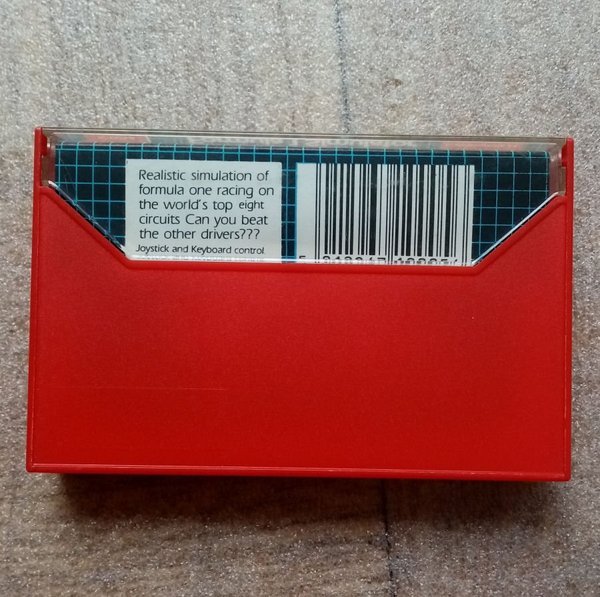 Realistic simulation of
formula one racing on
the world's top eight
circuits Can you beat
the other drivers???
Joystick and Keyboard control